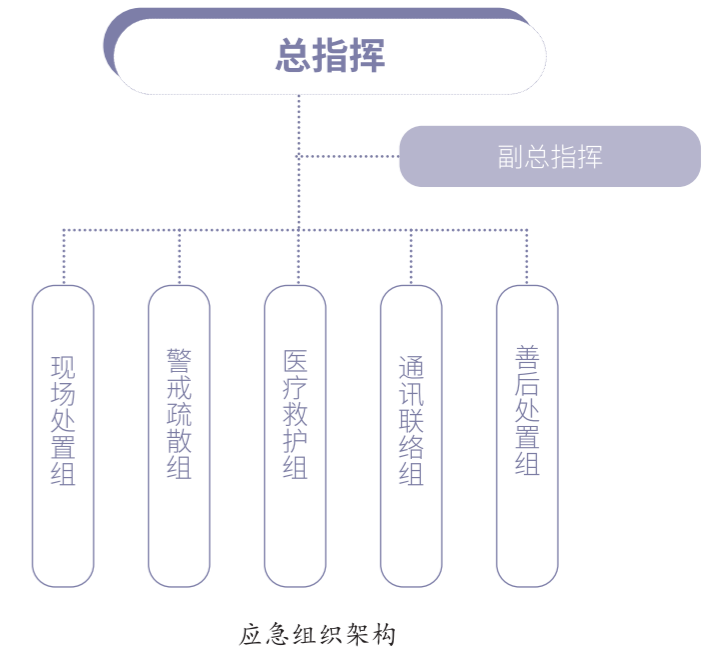 总指挥
副总指挥
现场处置组
警戒疏散组
医疗救护组
通讯联络组
善后处置组
应急组织架构